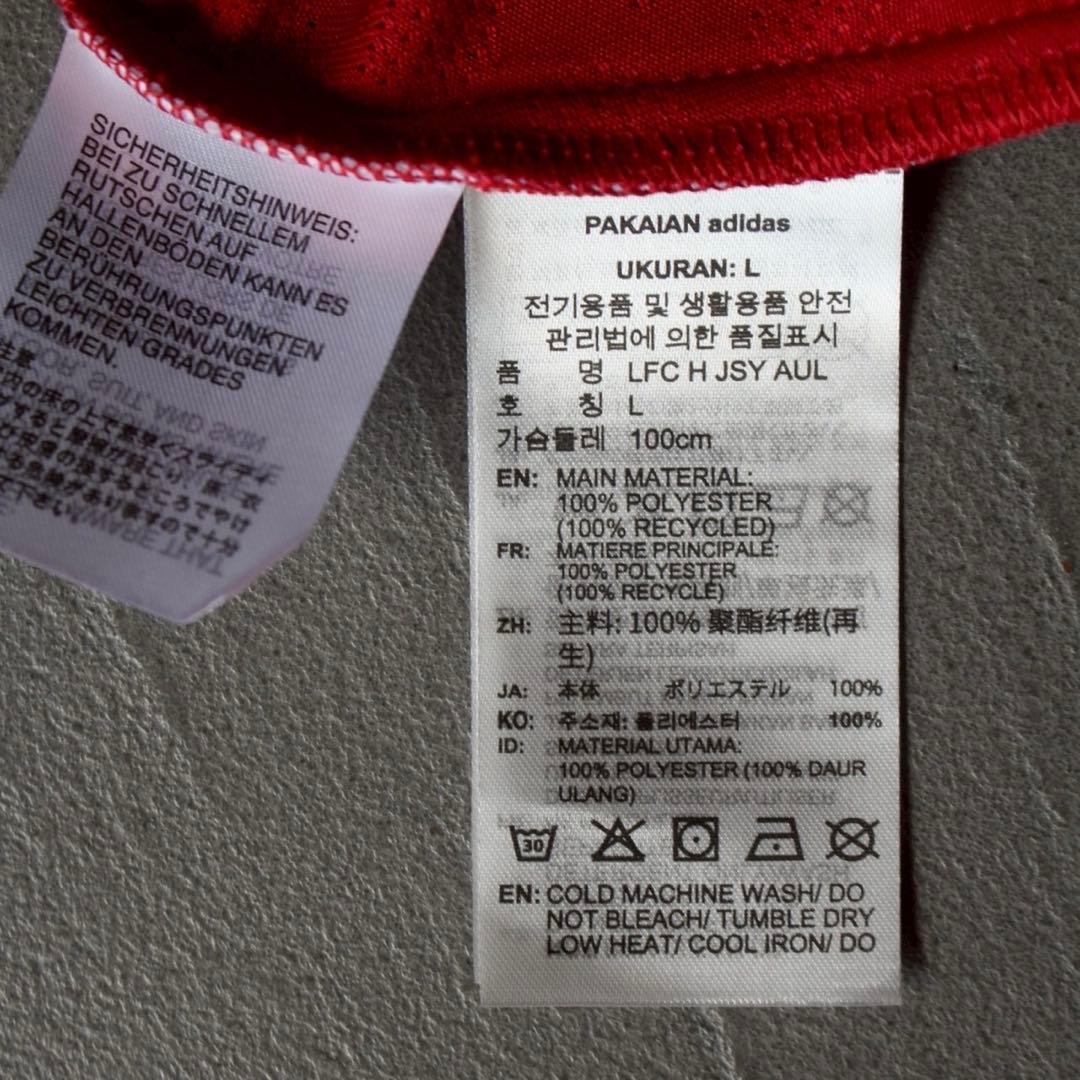 SICHERHEITSHINWEIS:
BEI ZU SCHNELLEM
RUTSCHEN AUF
HALLENBÖDEN KANN ES
AN DEN
BERÜHRUNGSPUNKTEN
ZU VERBRENNUNGEN
LEICHTEN GRADES
KOMMEN.
注意
PAKAIAN adidas
UKURAN: L
전기용품 및 생활용품 안전
관리법에 의한 품질표시
품 명 LFC H JSY AUL
호 칭 L
가슴둘레 100cm
EN: MAIN MATERIAL:
100% POLYESTER
(100% RECYCLED)
FR: MATIERE PRINCIPALE:
100% POLYESTER
(100% RECYCLÉ)
ZH: 主料: 100% 聚酯纤维(再
生)
JA: 本体 ポリエステル 100%
KO: 주소재: 폴리에스터 100%
ID: MATERIAL UTAMA:
100% POLYESTER (100% DAUR
ULANG)
30
EN: COLD MACHINE WASH/ DO
NOT BLEACH/ TUMBLE DRY
LOW HEAT/ COOL IRON/ DO